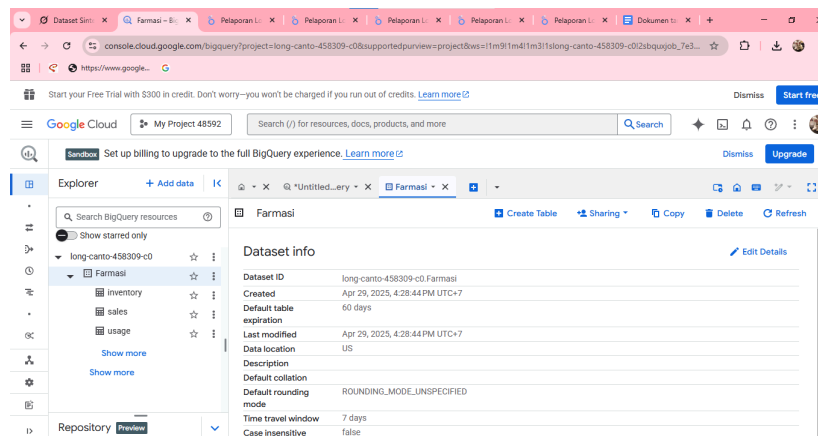 Dataset Sinte
Farmasi – Big
Pelaporan La
Pelaporan La
Pelaporan La
Pelaporan La
Pelaporan La
Dokumen ta
console.cloud.google.com/bigquery?project=long-canto-458309-c0&supportedpurview=project&ws=!1m9!1m4!1m3!1slong-canto-458309-c0!2sbquxjob_7e3...
https://www.google...
Start your Free Trial with $300 in credit. Don't worry—you won't be charged if you run out of credits. Learn more
Dismiss
Start free
Google Cloud
My Project 48592
Search (/) for resources, docs, products, and more
Search
Sandbox Set up billing to upgrade to the full BigQuery experience. Learn more
Dismiss
Upgrade
Explorer
+ Add data
*Untitled...ery
Farmasi
Search BigQuery resources
Show starred only
long-canto-458309-c0
Farmasi
inventory
sales
usage
Show more
Show more
Repository Preview
Farmasi
Create Table
Sharing
Copy
Delete
Refresh
Dataset info
Edit Details
Dataset ID long-canto-458309-c0.Farmasi
Created Apr 29, 2025, 4:28:44 PM UTC+7
Default table expiration 60 days
Last modified Apr 29, 2025, 4:28:44 PM UTC+7
Data location US
Description
Default collation
Default rounding mode ROUNDING_MODE_UNSPECIFIED
Time travel window 7 days
Case insensitive false